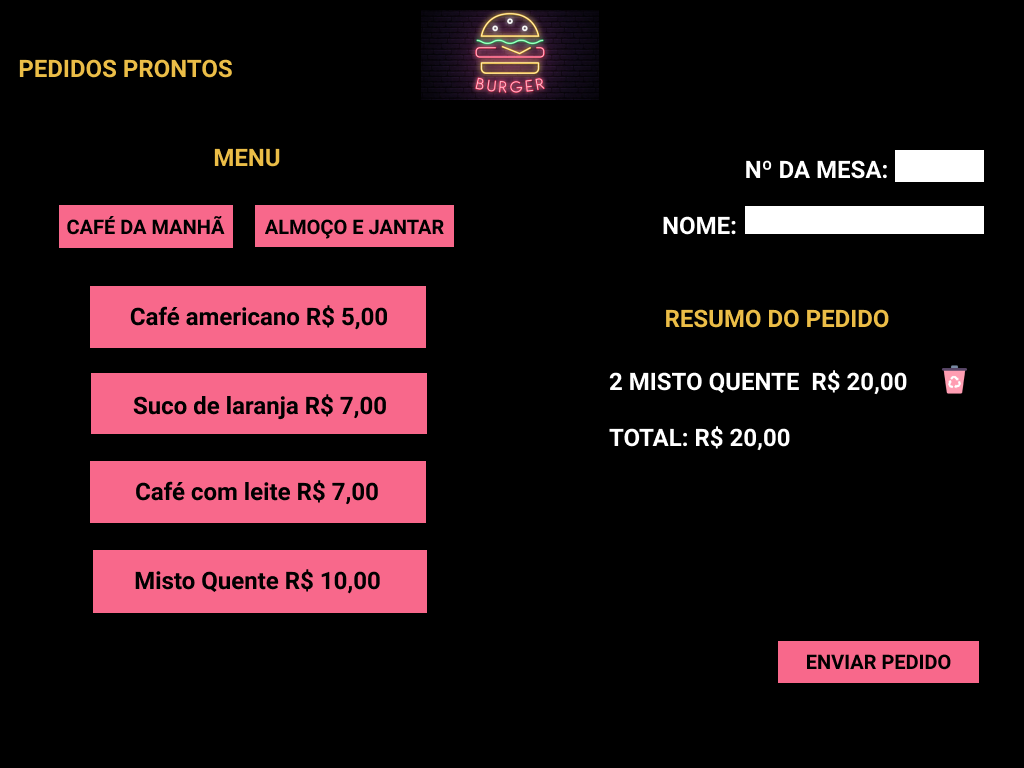 PEDIDOS PRONTOS
BURGER
MENU
CAFÉ DA MANHÃ
ALMOÇO E JANTAR
Café americano R$ 5,00
Suco de laranja R$ 7,00
Café com leite R$ 7,00
Misto Quente R$ 10,00
Nº DA MESA:
NOME:
RESUMO DO PEDIDO
2 MISTO QUENTE  R$ 20,00
TOTAL: R$ 20,00
ENVIAR PEDIDO